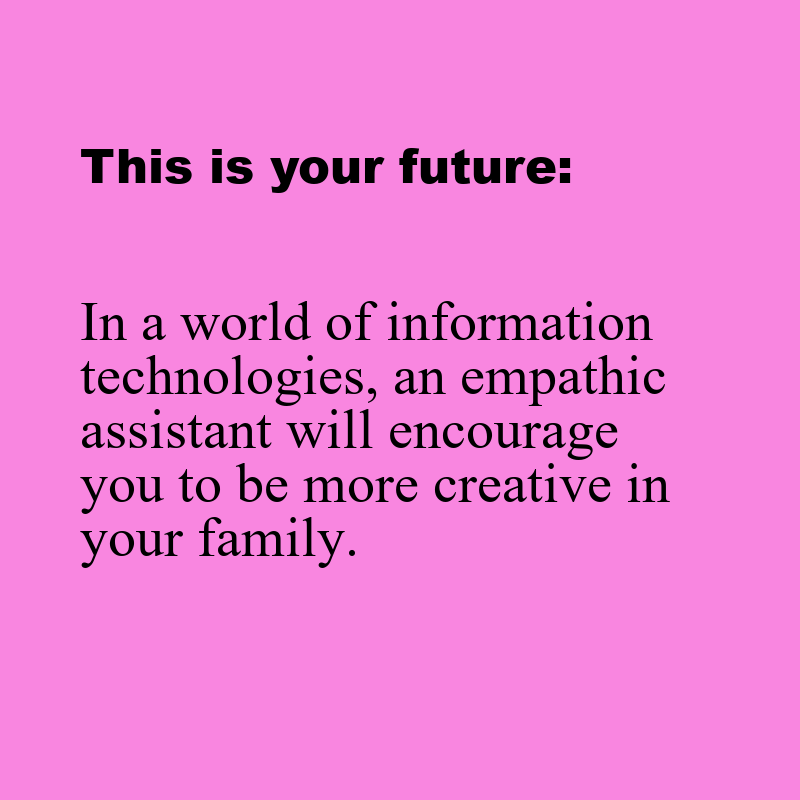 This is your future:
In a world of information
technologies, an empathic
assistant will encourage
you to be more creative in
your family.